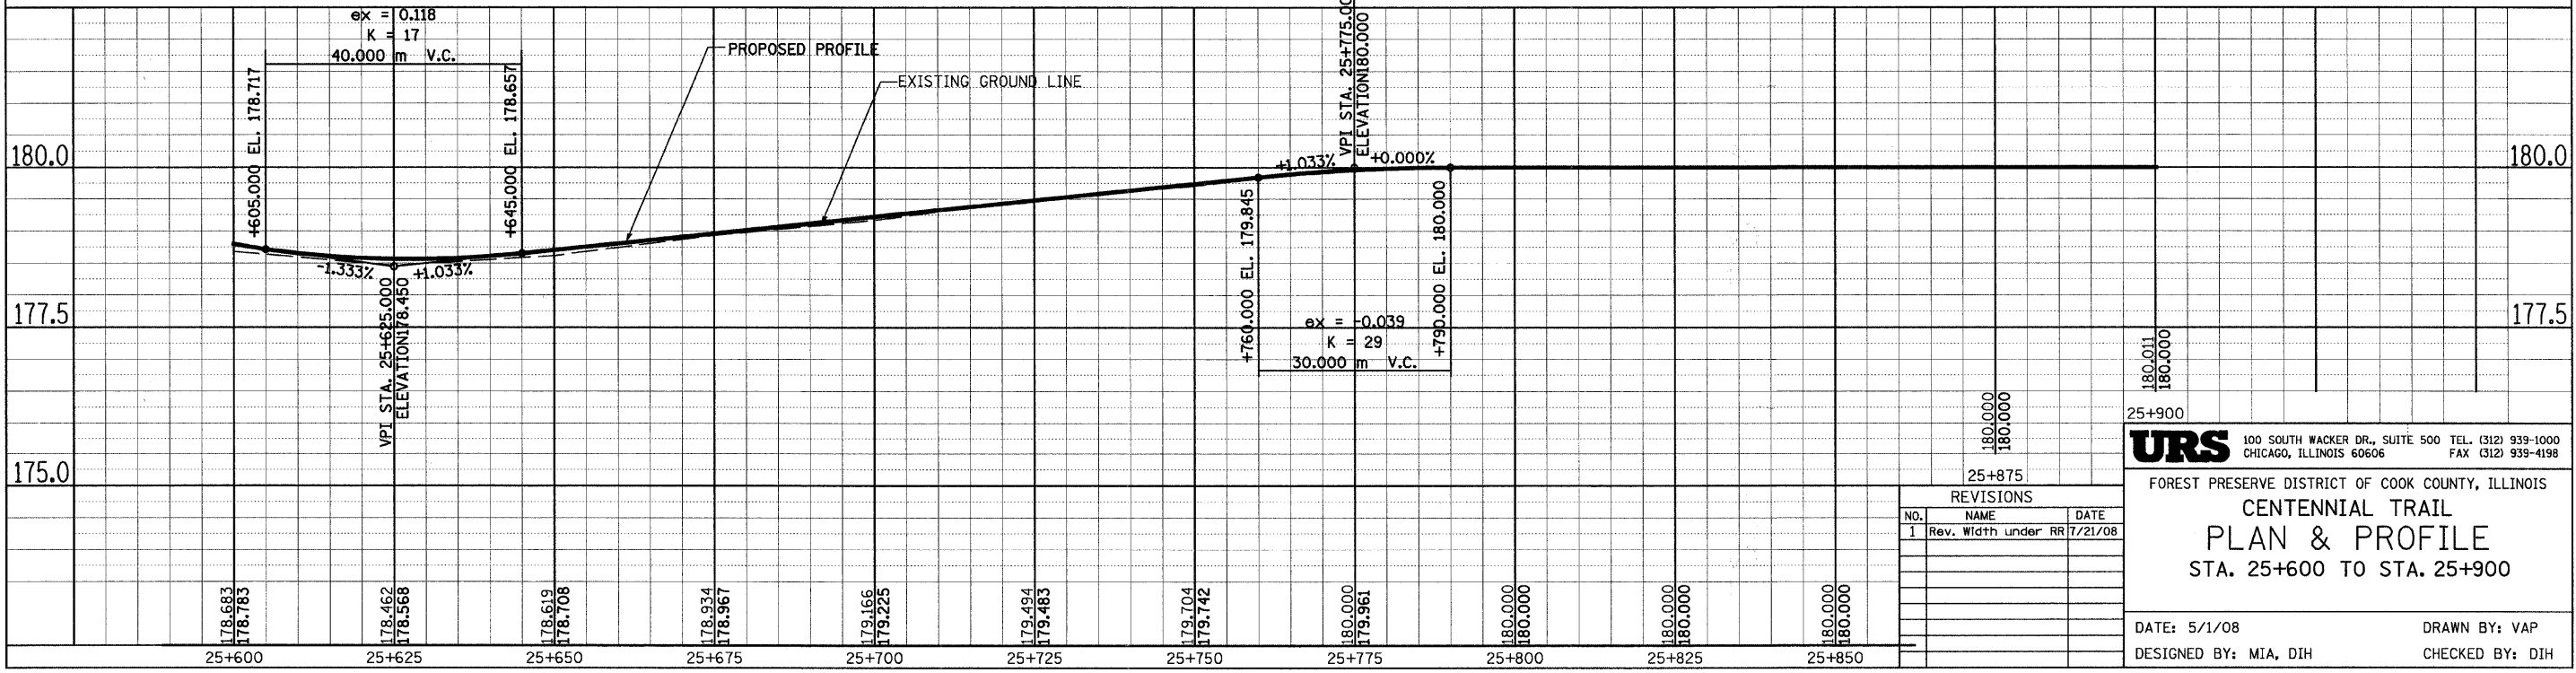 ex = 0.118
K = 17
40.000 m V.C.
+605.000 EL. 178.717
+645.000 EL. 178.657
PROPOSED PROFILE
EXISTING GROUND LINE
VPI STA. 25+775.00
ELEVATION180.000
180.0
+1.033%
+0.000%
180.0
-1.333%
+1.033%
VPI STA. 25+625.000
ELEVATION178.450
+760.000 EL. 179.845
+790.000 EL. 180.000
177.5
ex = -0.039
K = 29
30.000 m V.C.
177.5
180.011
180.000
25+900
180.000
180.000
25+875
175.0
URS
100 SOUTH WACKER DR., SUITE 500 TEL. (312) 939-1000
CHICAGO, ILLINOIS 60606 FAX (312) 939-4198
FOREST PRESERVE DISTRICT OF COOK COUNTY, ILLINOIS
CENTENNIAL TRAIL
PLAN & PROFILE
STA. 25+600 TO STA. 25+900
DATE: 5/1/08 DRAWN BY: VAP
DESIGNED BY: MIA, DIH CHECKED BY: DIH
REVISIONS
NO. NAME DATE
1 Rev. Width under RR 7/21/08
178.683
178.783
178.462
178.568
178.619
178.708
178.934
178.967
179.166
179.225
179.494
179.483
179.704
179.742
180.000
179.961
180.000
180.000
180.000
180.000
180.000
180.000
25+600 25+625 25+650 25+675 25+700 25+725 25+750 25+775 25+800 25+825 25+850